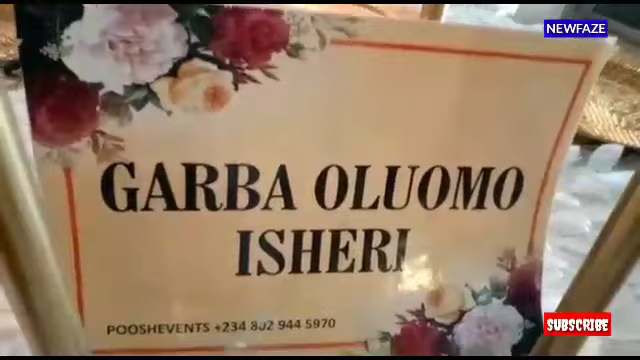 NEWFAZE
GARBA OLUOMO
ISHERI
POOSHEVENTS +234 802 944 5970
SUBSCRIBE